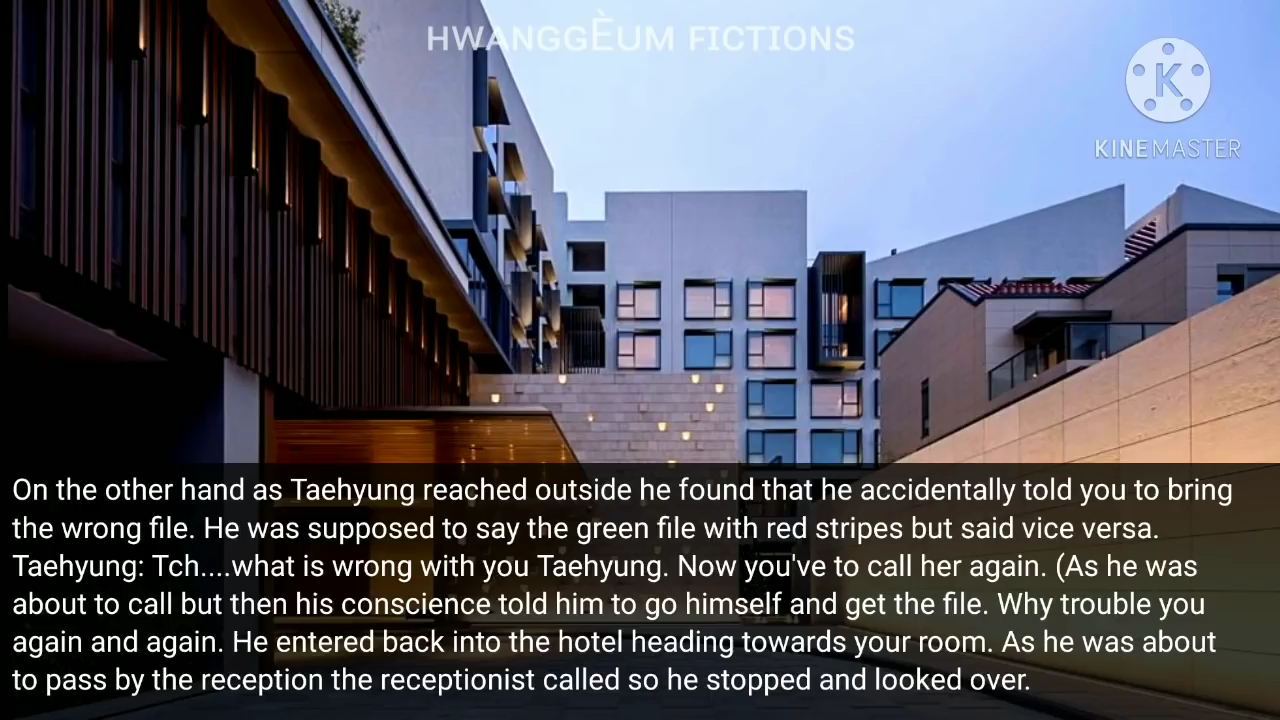 HWANGGÈUM FICTIONS
K
KINEMASTER
On the other hand as Taehyung reached outside he found that he accidentally told you to bring
the wrong file. He was supposed to say the green file with red stripes but said vice versa.
Taehyung: Tch....what is wrong with you Taehyung. Now you've to call her again. (As he was
about to call but then his conscience told him to go himself and get the file. Why trouble you
again and again. He entered back into the hotel heading towards your room. As he was about
to pass by the reception the receptionist called so he stopped and looked over.